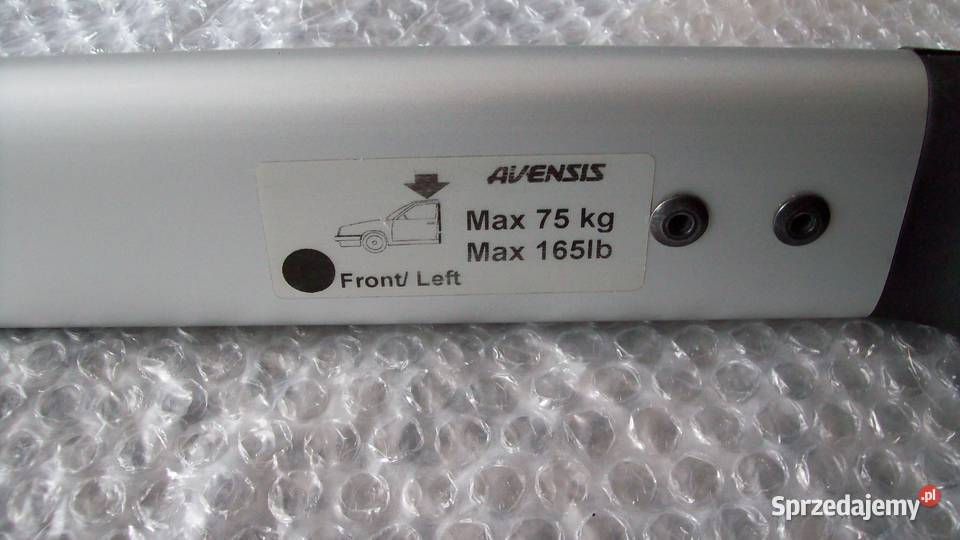 AVENSIS
Max 75 kg
Max 165lb
Front/ Left
Sprzedajemy.pl